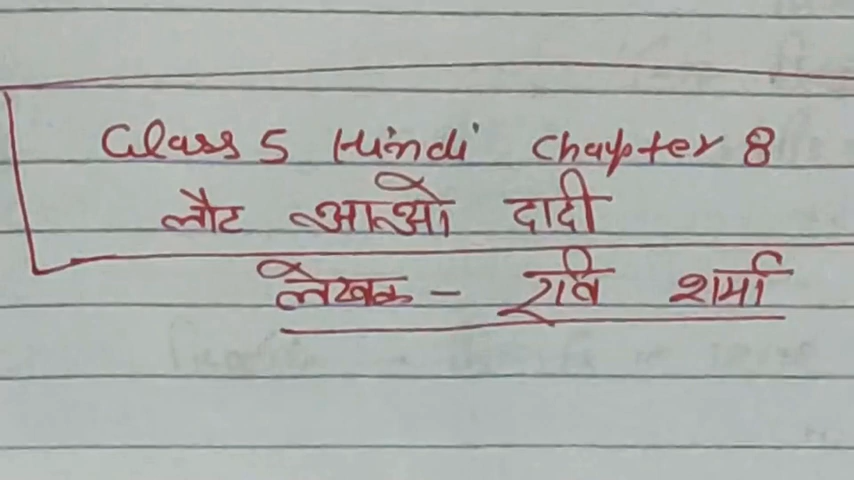 Class 5 Hindi Chapter 8
लौट आओ दादी
लेखक - रवि शर्मा